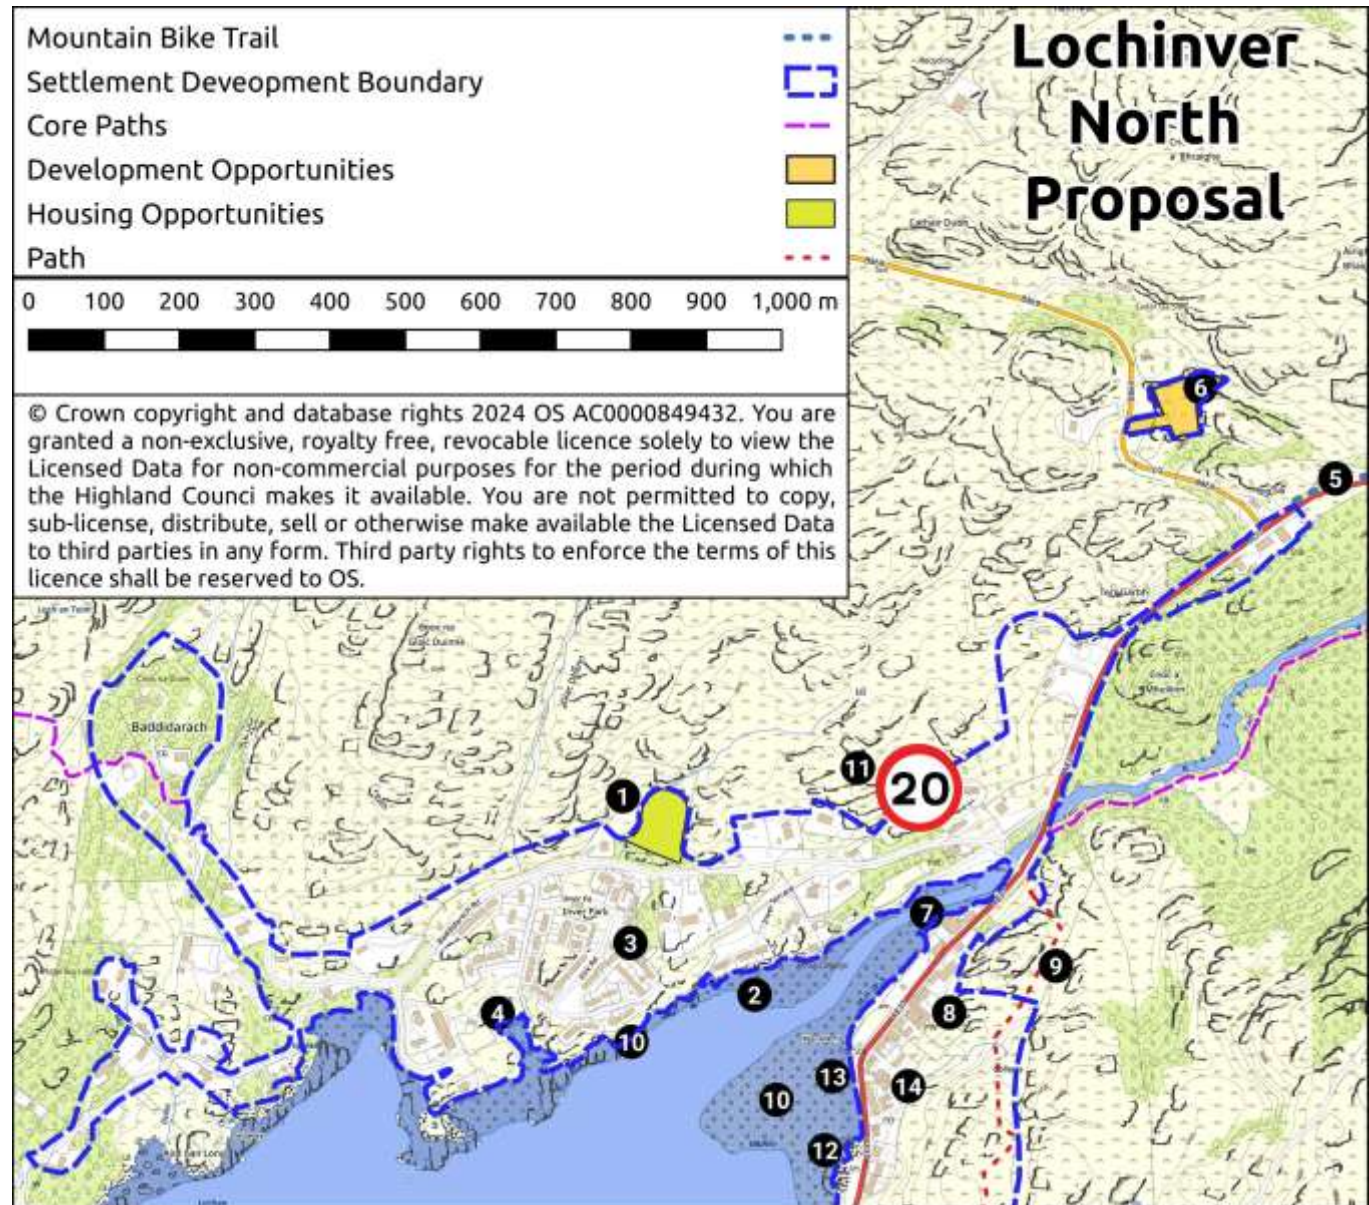 Mountain Bike Trail
Settlement Deveopment Boundary
Core Paths
Development Opportunities
Housing Opportunities
Path
0 100 200 300 400 500 600 700 800 900 1,000 m
© Crown copyright and database rights 2024 OS AC0000849432. You are
granted a non-exclusive, royalty free, revocable licence solely to view the
Licensed Data for non-commercial purposes for the period during which
the Highland Counci makes it available. You are not permitted to copy,
sub-license, distribute, sell or otherwise make available the Licensed Data
to third parties in any form. Third party rights to enforce the terms of this
licence shall be reserved to OS.
Lochinver
North
Proposal
6
5
Baddidarach
1
11
20
Inver Park
3
7
9
2
4
8
10
13
14
10
12